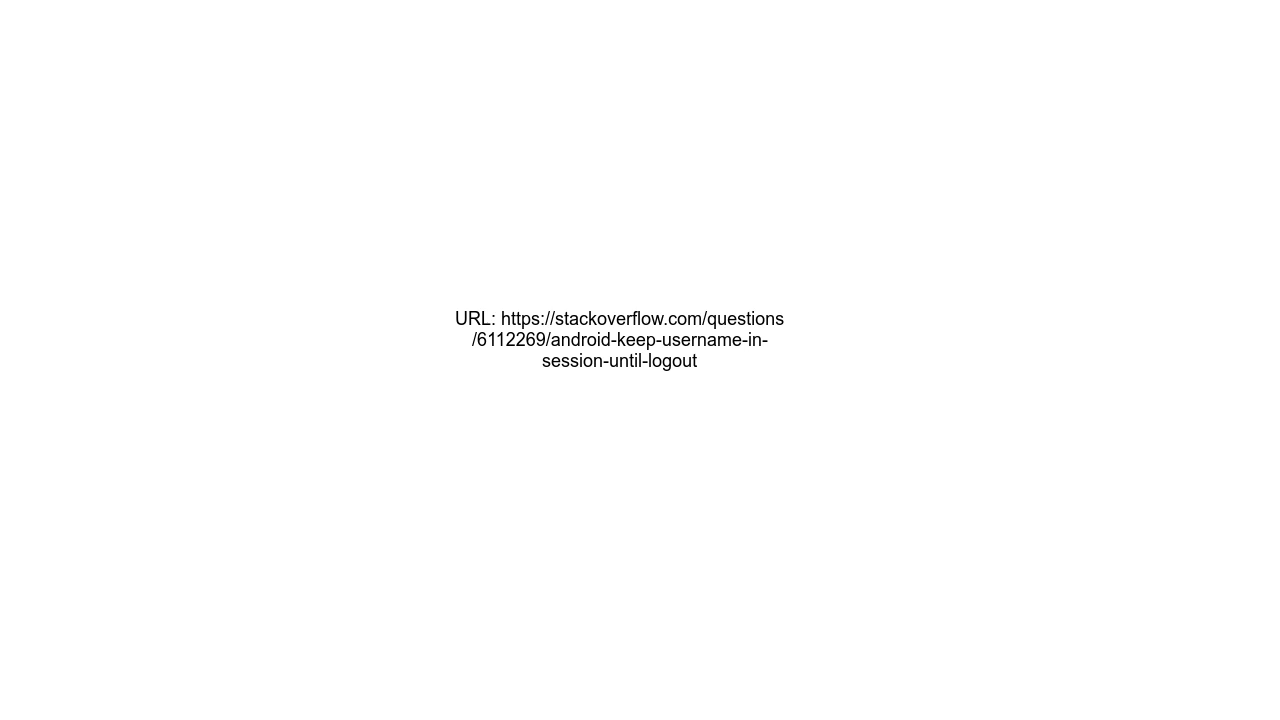 URL: https://stackoverflow.com/questions
/6112269/android-keep-username-in-
session-until-logout